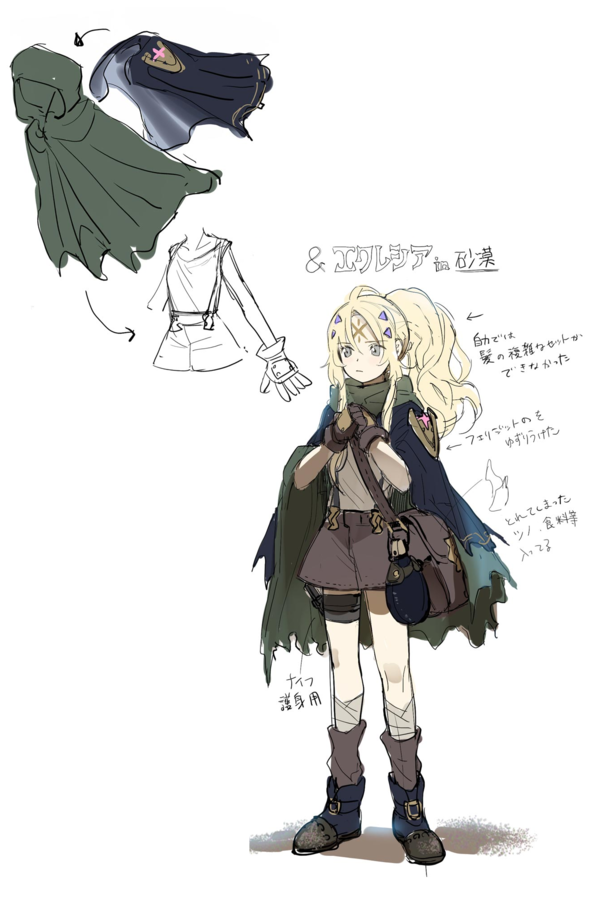 & エクレシア in 砂漠
自力では
髪の複雑なセットが
できなかった
フェリジットのを
ゆずりうけた
とれてしまった
ツノ、食料等
入ってる
ナイフ
護身用